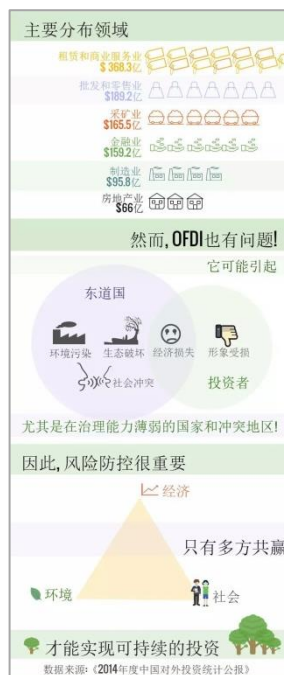 主要分布领域
租赁和商业服务业
$ 368.3亿
批发和零售业
$189.2亿
采矿业
$165.5亿
金融业
$159.2亿
制造业
$95.8亿
房地产业
$66亿
然而, OFDI也有问题!
它可能引起
东道国
环境污染 生态破坏 经济损失 形象受损
社会冲突
投资者
尤其是在治理能力薄弱的国家和冲突地区!
因此, 风险防控很重要
经济
只有多方共赢
环境
社会
才能实现可持续的投资
数据来源:《2014年度中国对外投资统计公报》